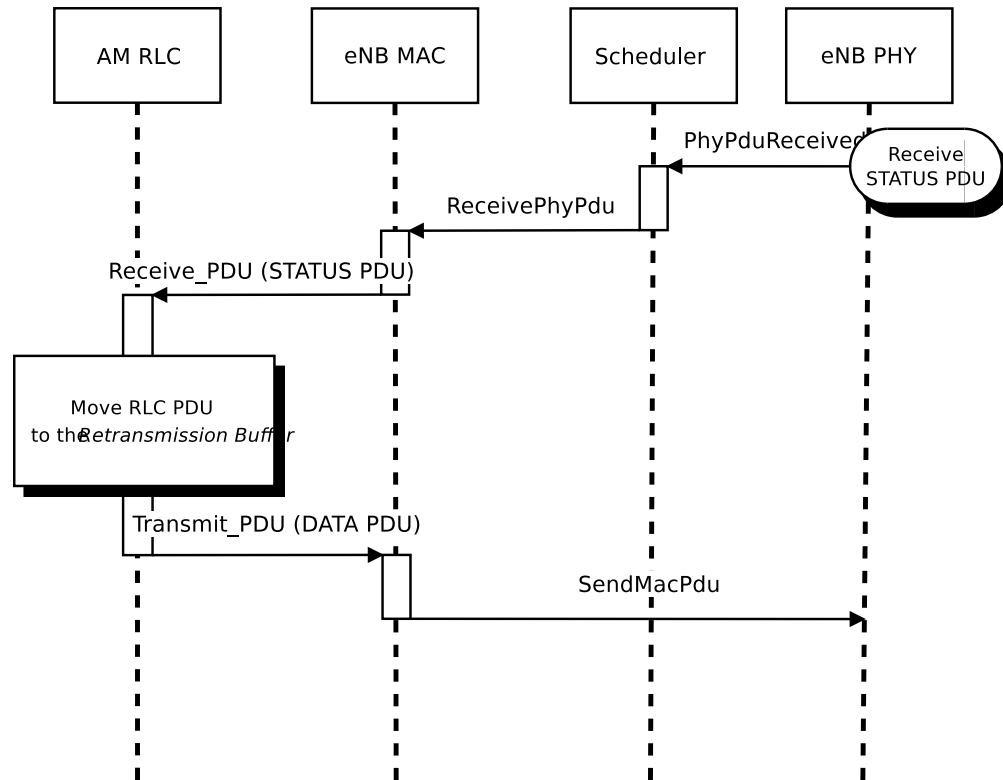 AM RLC
eNB MAC
Scheduler
eNB PHY
PhyPduReceived
Receive
STATUS PDU
ReceivePhyPdu
Receive_PDU (STATUS PDU)
Move RLC PDU
to the Retransmission Buffer
Transmit_PDU (DATA PDU)
SendMacPdu